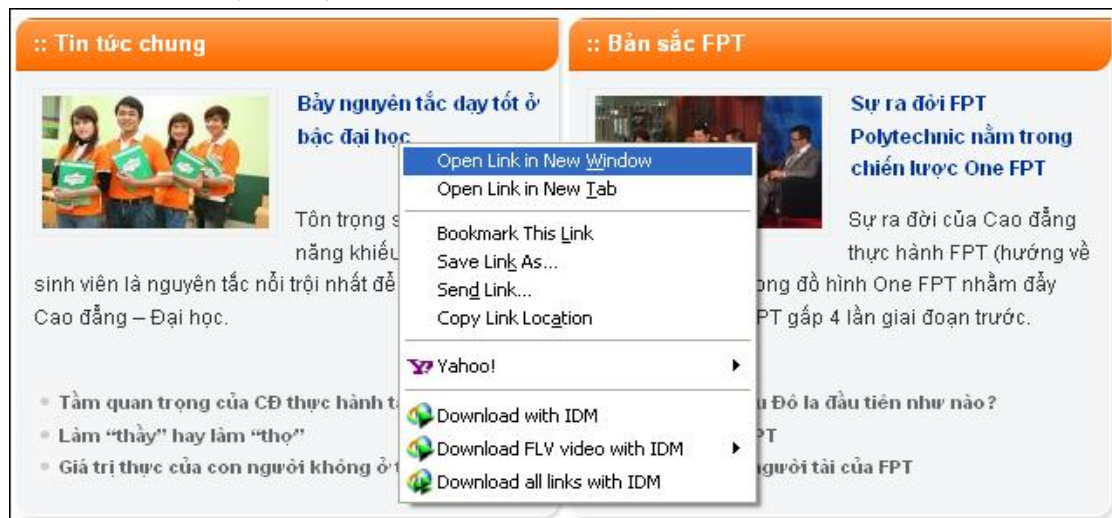 :: Tin tức chung
Bảy nguyên tắc dạy tốt ở
bậc đại học
Tôn trọng
năng khiếu
sinh viên là nguyên tắc nổi trội nhất để
Cao đẳng – Đại học.
Tầm quan trọng của CĐ thực hành
Làm “thầy” hay làm “thợ”
Giá trị thực của con người không ở
Open Link in New Window
Open Link in New Tab
Bookmark This Link
Save Link As...
Send Link...
Copy Link Location
Yahoo!
Download with IDM
Download FLV video with IDM
Download all links with IDM
:: Bản sắc FPT
Sự ra đời FPT
Polytechnic nằm trong
chiến lược One FPT
Sự ra đời của Cao đẳng
thực hành FPT (hướng về
đồ hình One FPT nhằm đẩy
gấp 4 lần giai đoạn trước.
Đô la đầu tiên như nào?
tài của FPT